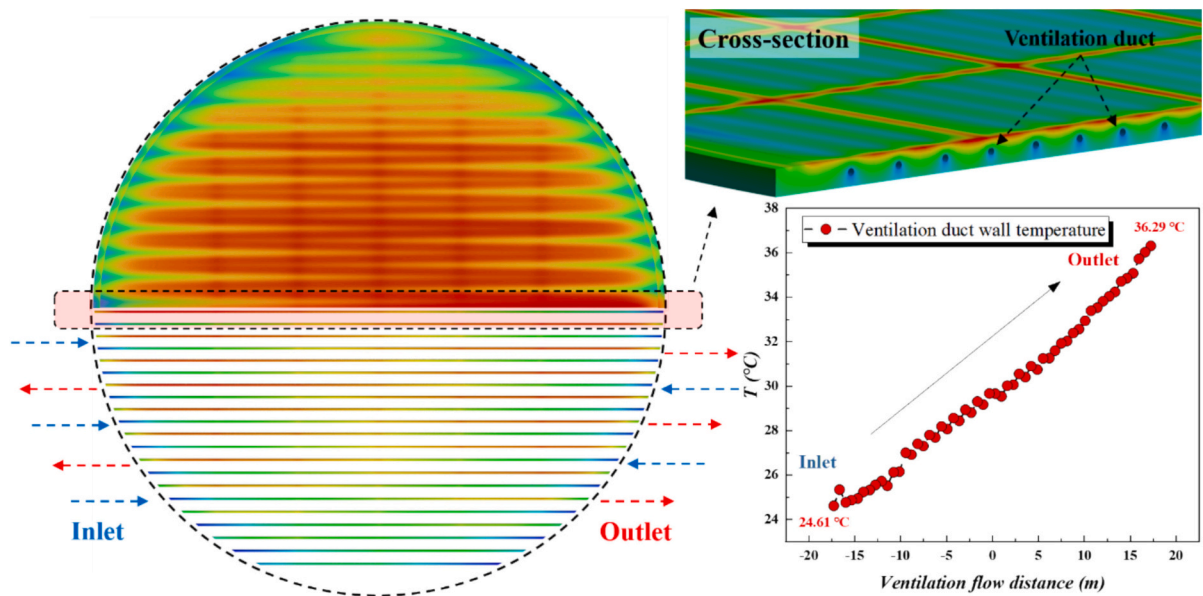 Cross-section
Ventilation duct
Inlet
Outlet
Ventilation duct wall temperature
36.29 °C
Outlet
Inlet
24.61 °C
T (°C)
38
36
34
32
30
28
26
24
-20 -15 -10 -5 0 5 10 15 20
Ventilation flow distance (m)